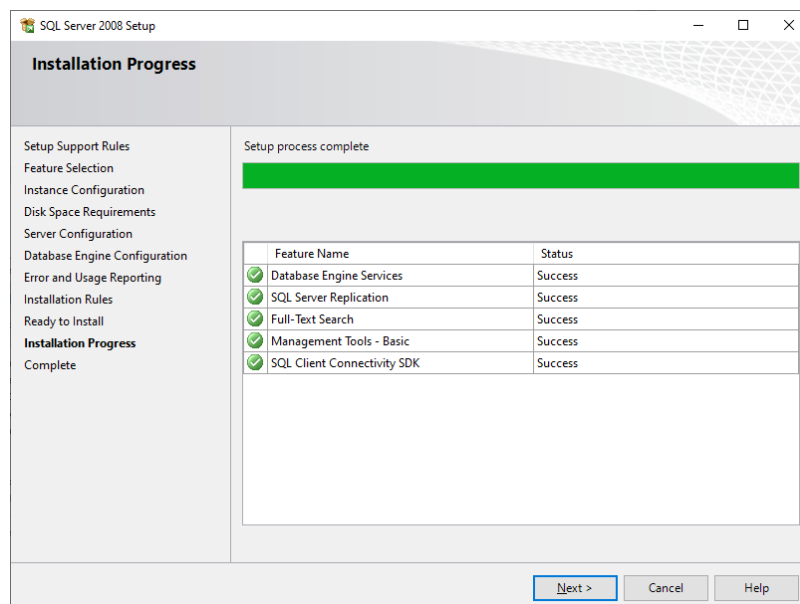 SQL Server 2008 Setup
Installation Progress
Setup Support Rules
Feature Selection
Instance Configuration
Disk Space Requirements
Server Configuration
Database Engine Configuration
Error and Usage Reporting
Installation Rules
Ready to Install
Installation Progress
Complete
Setup process complete
Feature Name Status
Database Engine Services Success
SQL Server Replication Success
Full-Text Search Success
Management Tools - Basic Success
SQL Client Connectivity SDK Success
Next > Cancel Help